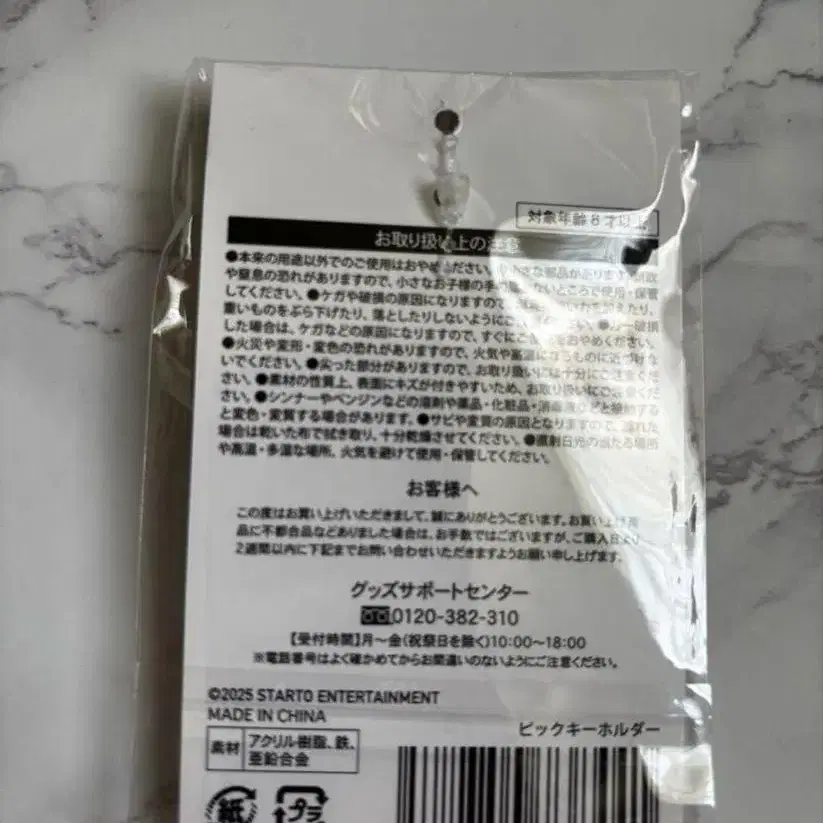 対象年齢6才以上
お取り扱い上の注意
●本来の用途以外でのご使用はおやめください。 小さな部品があります 誤飲
や窒息の恐れがありますので、小さなお子様の手の届かないところで使用・保管
してください。●ケガや破損の原因になりますので、
重いものをぶら下げたり、落としたりしないようにご 破損
した場合は、ケガなどの原因になりますので、すぐにご使用をおやめください。
●火災や変形・変色の恐れがありますので、火気や高温になるものに近づけな
いでください。●尖った部分がありますので、お取り扱いには十分にご注意くだ
さい。●素材の性質上、表面にキズが付きやすいため、お取り扱いにご注意くだ
さい。●シンナーやベンジンなどの溶剤や薬品・化粧品・消毒液などと接触する
と変色・変質する場合があります。●サビや変質の原因となりますので、濡れた
場合は乾いた布で拭き取り、十分乾燥させてください。●直射日光の当たる場所
や高温・多湿な場所、火気を避けて使用・保管してください。
お客様へ
この度はお買い上げいただきまして、誠にありがとうございます。お買い上げ商
品に不都合品などありました場合は、お手数ではございますが、ご購入日より
2週間以内に下記までお問い合わせいただきますようお願い申し上げます。
グッズサポートセンター
0120-382-310
【受付時間】月〜金(祝祭日を除く)10:00〜18:00
※電話番号はよく確かめてからお間違いのないようにご注意ください。
©2025 STARTO ENTERTAINMENT
MADE IN CHINA
ピックキーホルダー
素材 アクリル樹脂、鉄、
亜鉛合金
紙 プラ